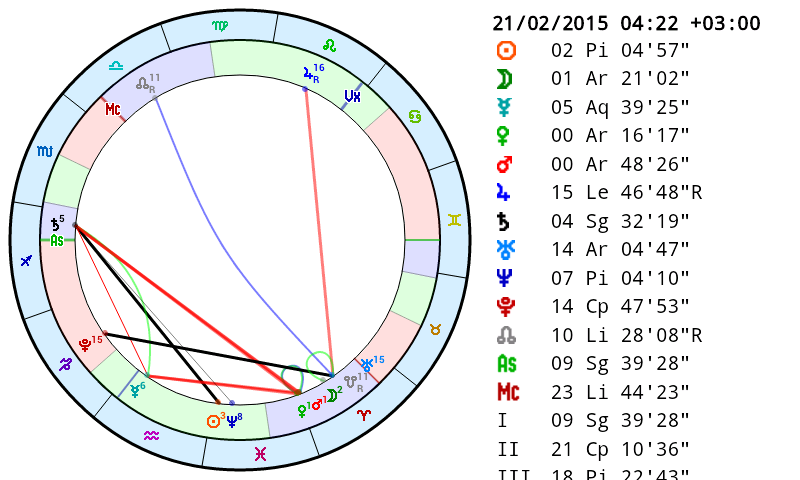 21/02/2015 04:22 +03:00
02 Pi 04'57"
01 Ar 21'02"
05 Aq 39'25"
00 Ar 16'17"
00 Ar 48'26"
15 Le 46'48"R
04 Sg 32'19"
14 Ar 04'47"
07 Pi 04'10"
14 Cp 47'53"
10 Li 28'08"R
As 09 Sg 39'28"
Mc 23 Li 44'23"
I 09 Sg 39'28"
II 21 Cp 10'36"
III 18 Pi 22'43"
11 R
16 R
Mc
Vx
5
As
15
6
3
8
1
1
2
11 R
15